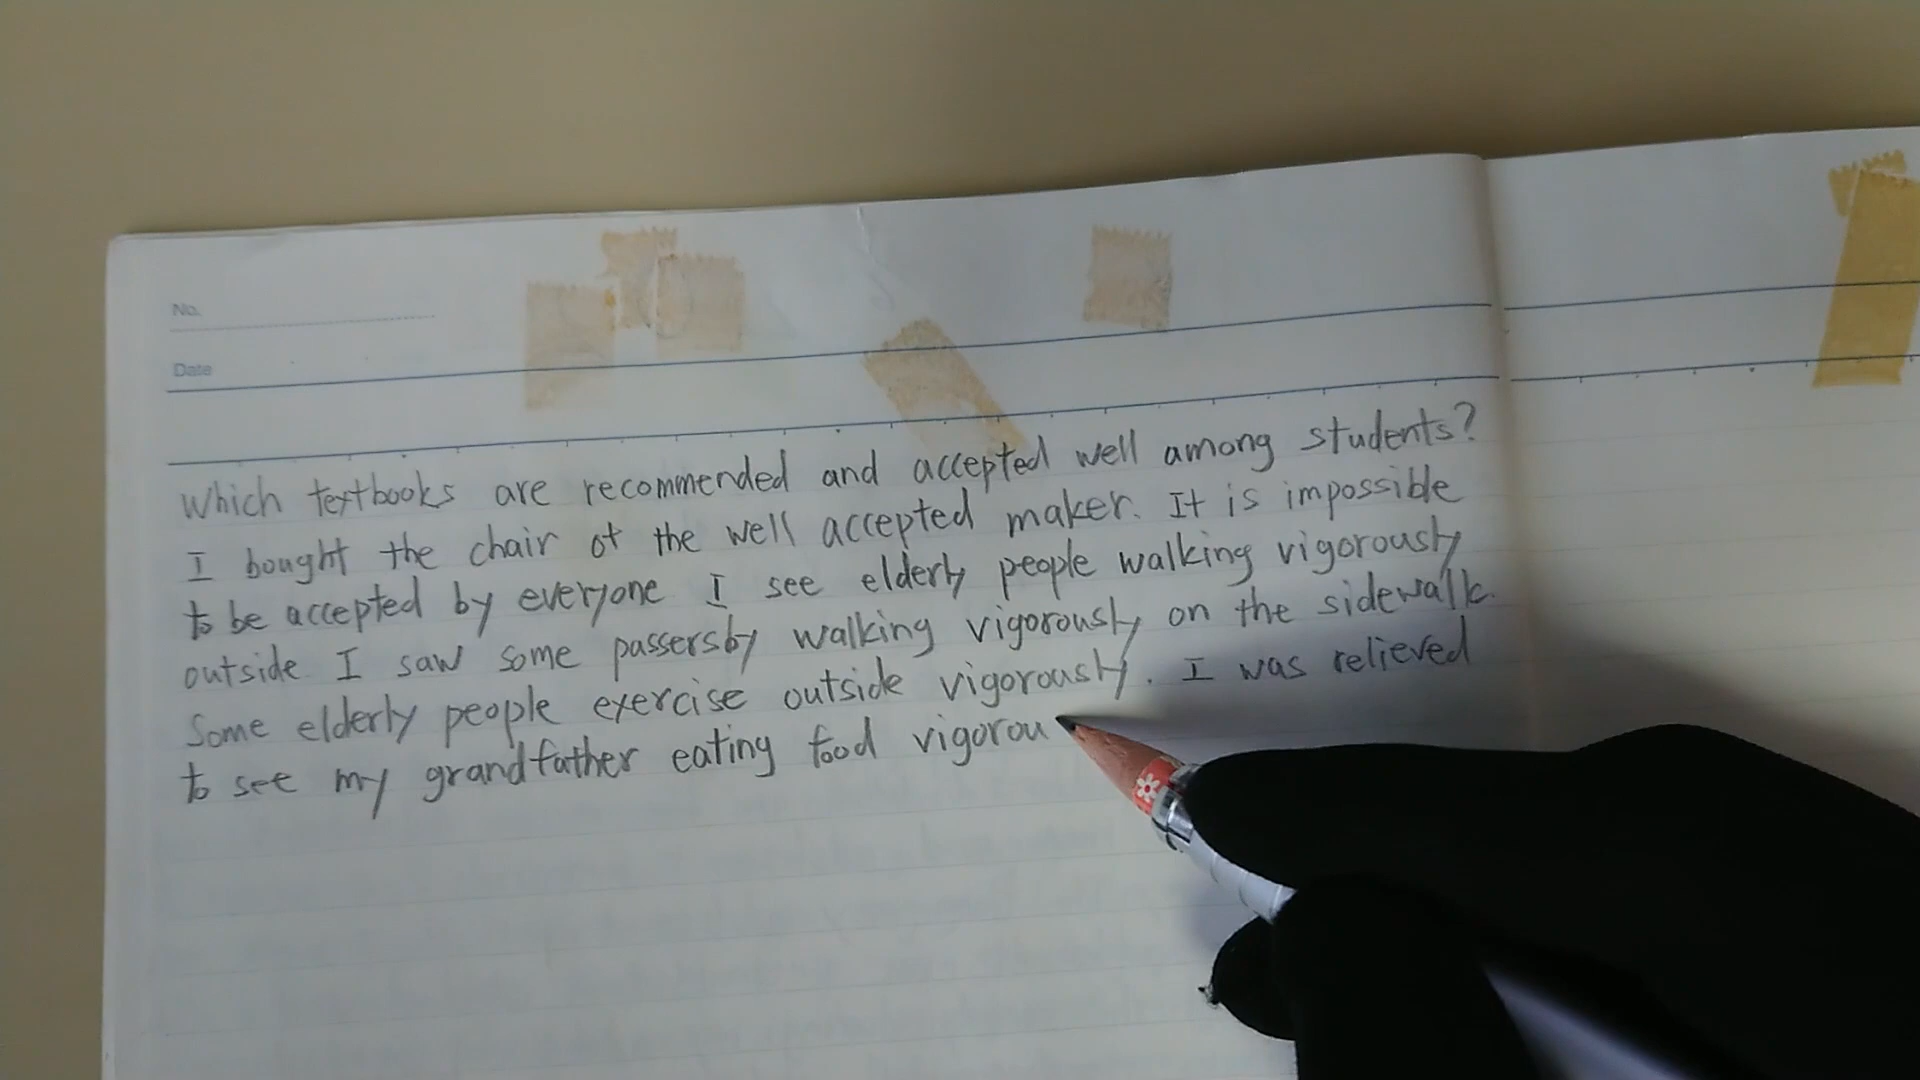 No.
Date
Which textbooks are recommended and accepted well among students?
I bought the chair of the well accepted maker. It is impossible
to be accepted by everyone I see elderly people walking vigorously
outside. I saw some passersby walking vigorously on the sidewalk.
Some elderly people exercise outside vigorously. I was relieved
to see my grandfather eating food vigorou